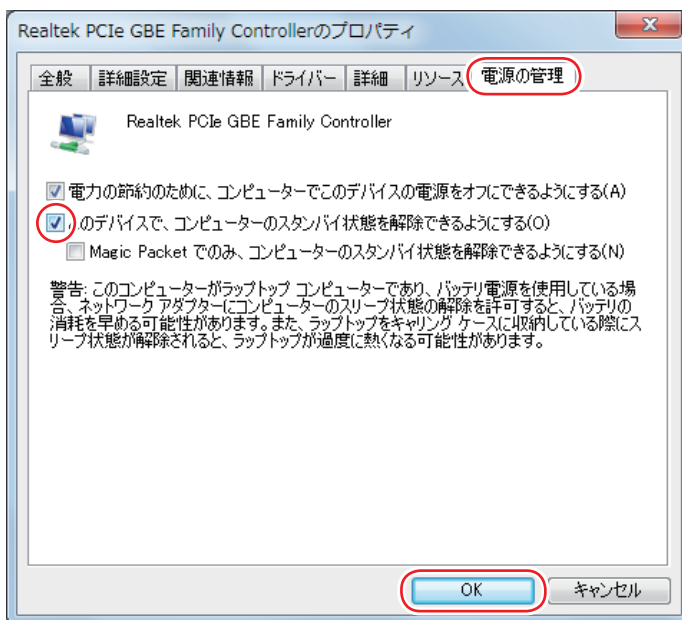 Realtek PCIe GBE Family Controllerのプロパティ
全般 詳細設定 関連情報 ドライバー 詳細 リソース 電源の管理
Realtek PCIe GBE Family Controller
電力の節約のために、コンピューターでこのデバイスの電源をオフにできるようにする(A)
このデバイスで、コンピューターのスタンバイ状態を解除できるようにする(O)
Magic Packet でのみ、コンピューターのスタンバイ状態を解除できるようにする(N)
警告: このコンピューターがラップトップ コンピューターであり、バッテリ電源を使用している場
合、ネットワーク アダプターにコンピューターのスリープ状態の解除を許可すると、バッテリの
消耗を早める可能性があります。また、ラップトップをキャリング ケースに収納している際にス
リープ状態が解除されると、ラップトップが過度に熱くなる可能性があります。
OK キャンセル